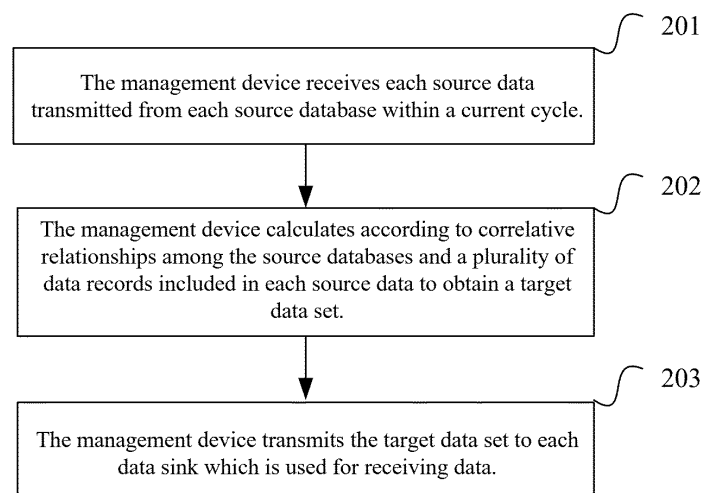 201
The management device receives each source data
transmitted from each source database within a current cycle.
202
The management device calculates according to correlative
relationships among the source databases and a plurality of
data records included in each source data to obtain a target
data set.
203
The management device transmits the target data set to each
data sink which is used for receiving data.